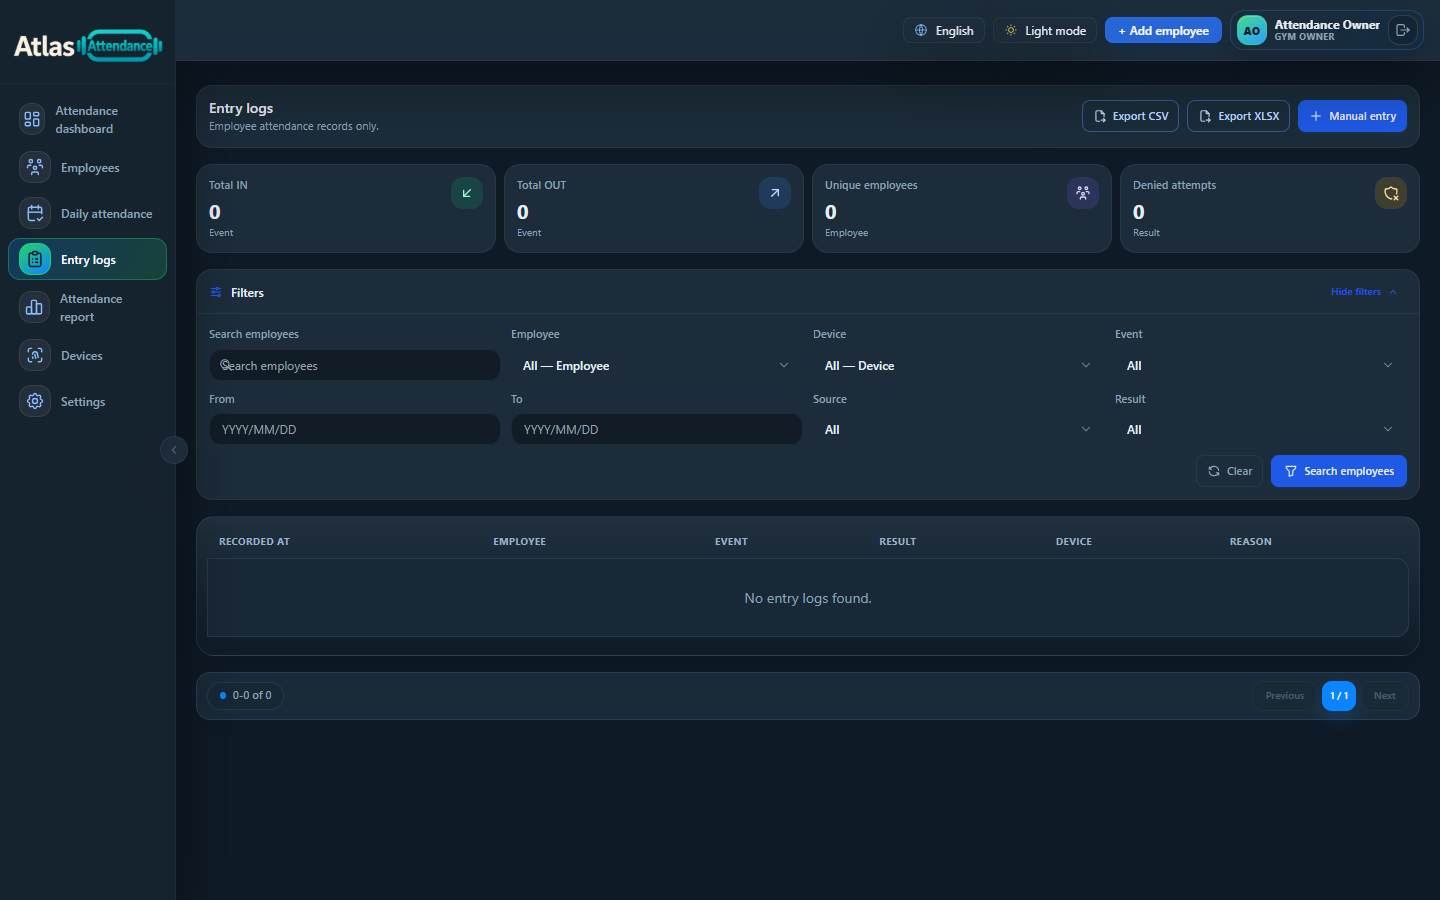 Atlas Attendance
English
Light mode
+ Add employee
AO
Attendance Owner
GYM OWNER
Attendance dashboard
Employees
Daily attendance
Entry logs
Attendance report
Devices
Settings
Entry logs
Employee attendance records only.
Export CSV
Export XLSX
Manual entry
Total IN
0
Event
Total OUT
0
Event
Unique employees
0
Employee
Denied attempts
0
Result
Filters
Hide filters
Search employees
Employee
Device
Event
Search employees
All — Employee
All — Device
All
From
To
Source
Result
YYYY/MM/DD
YYYY/MM/DD
All
All
Clear
Search employees
RECORDED AT
EMPLOYEE
EVENT
RESULT
DEVICE
REASON
No entry logs found.
0-0 of 0
Previous
1 / 1
Next